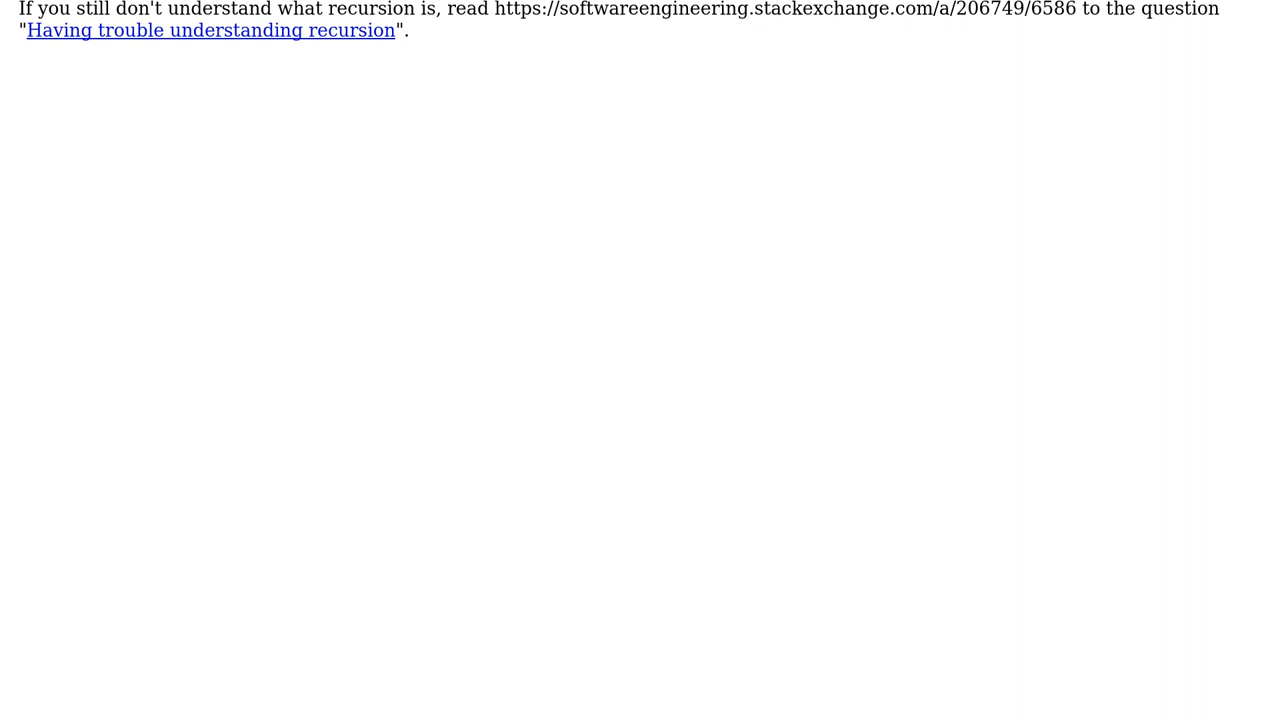 If you still don't understand what recursion is, read https://softwareengineering.stackexchange.com/a/206749/6586 to the question
"Having trouble understanding recursion".